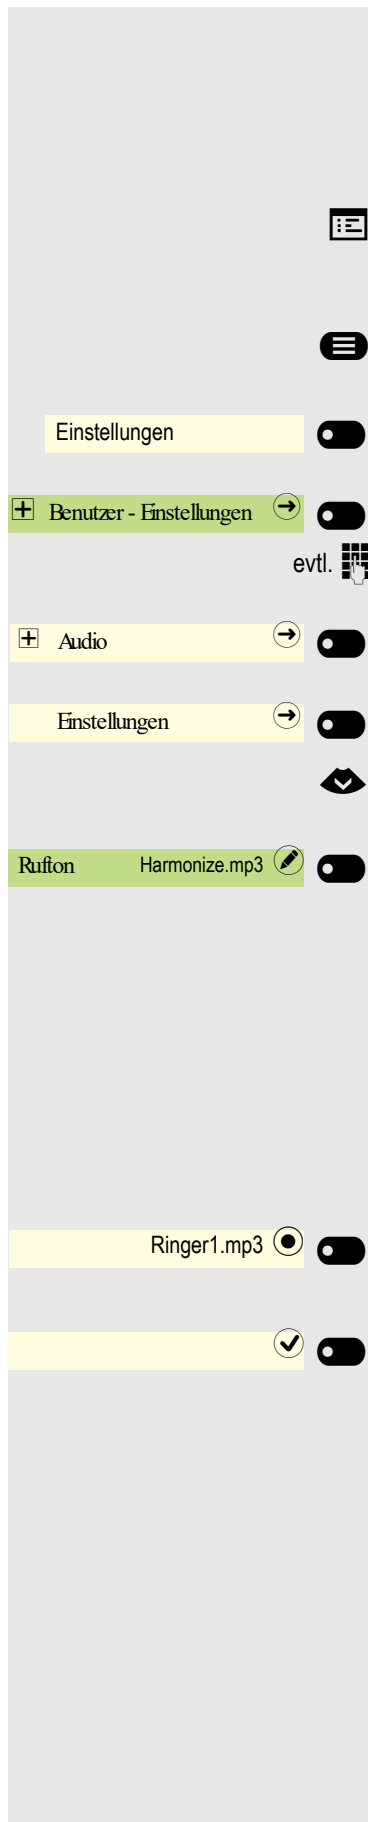 Einstellungen
Benutzer - Einstellungen
evtl.
Audio
Einstellungen
Rufton Harmonize.mp3
Ringer1.mp3